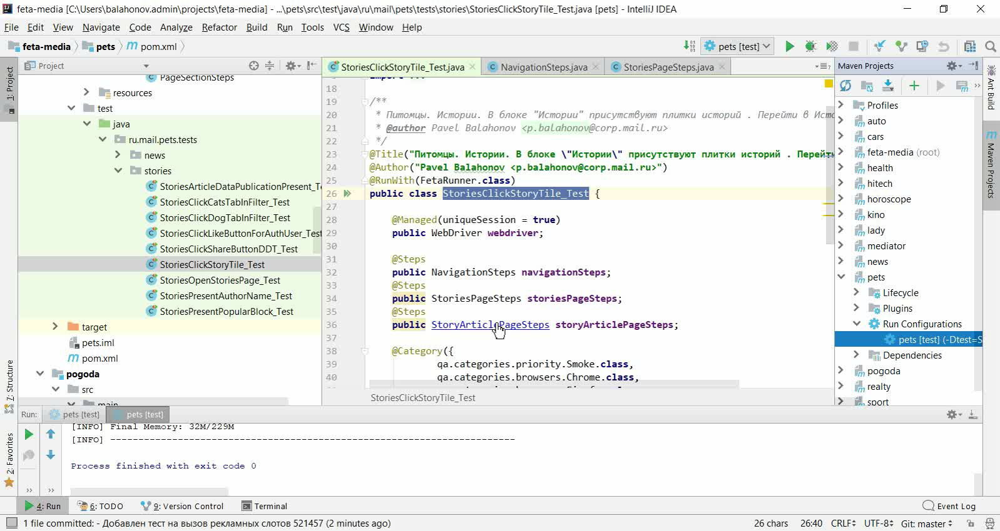 feta-media [C:\Users\balahonov.admin\projects\feta-media] - ...\pets\src\test\java\ru\mail\pets\tests\stories\StoriesClickStoryTile_Test.java [pets] - IntelliJ IDEA
File Edit View Navigate Code Analyze Refactor Build Run Tools VCS Window Help
feta-media pets m pom.xml
pets [test]
1: Project
Project
PageSectionSteps
resources
test
java
ru.mail.pets.tests
news
stories
StoriesArticleDataPublicationPresent_T
StoriesClickCatsTabInFilter_Test
StoriesClickDogTabInFilter_Test
StoriesClickLikeButtonForAuthUser_Test
StoriesClickShareButtonDDT_Test
StoriesClickStoryTile_Test
StoriesOpenStoriesPage_Test
StoriesPresentAuthorName_Test
StoriesPresentPopularBlock_Test
target
pets.iml
m pom.xml
pogoda
src
main
7: Structure
2: Favorites
StoriesClickStoryTile_Test.java NavigationSteps.java StoriesPageSteps.java
import ...
18
19 /**
20 * Питомцы. Истории. В блоке "Истории" присутствуют плитки историй . Перейти в Исто
21 * @author Pavel Balahonov <p.balahonov@corp.mail.ru>
22 */
23 @Title("Питомцы. Истории. В блоке \"Истории\" присутствуют плитки историй . Перейти
24 @Author("Pavel Balahonov <p.balahonov@corp.mail.ru>")
25 @RunWith(FetaRunner.class)
26 public class StoriesClickStoryTile_Test {
27
28 @Managed(uniqueSession = true)
29 public WebDriver webdriver;
30
31 @Steps
32 public NavigationSteps navigationSteps;
33 @Steps
34 public StoriesPageSteps storiesPageSteps;
35 @Steps
36 public StoryArticlePageSteps storyArticlePageSteps;
37
38 @Category({
39 qa.categories.priority.Smoke.class,
40 qa.categories.browsers.Chrome.class,
StoriesClickStoryTile_Test
Maven Projects
Profiles
auto
cars
feta-media (root)
health
hitech
horoscope
kino
lady
mediator
news
pets
Lifecycle
Plugins
Run Configurations
pets [test] (-Dtest=S
Dependencies
pogoda
realty
sport
Ant Build
m Maven Projects
Run: pets [test] pets [test]
[INFO] Final Memory: 32M/229M
[INFO] ------------------------------------------------------------------------
Process finished with exit code 0
4: Run 6: TODO 9: Version Control Terminal Event Log
1 file committed: - Добавлен тест на вызов рекламных слотов 521457 (2 minutes ago) 26 chars 26:40 CRLF UTF-8 Git: master